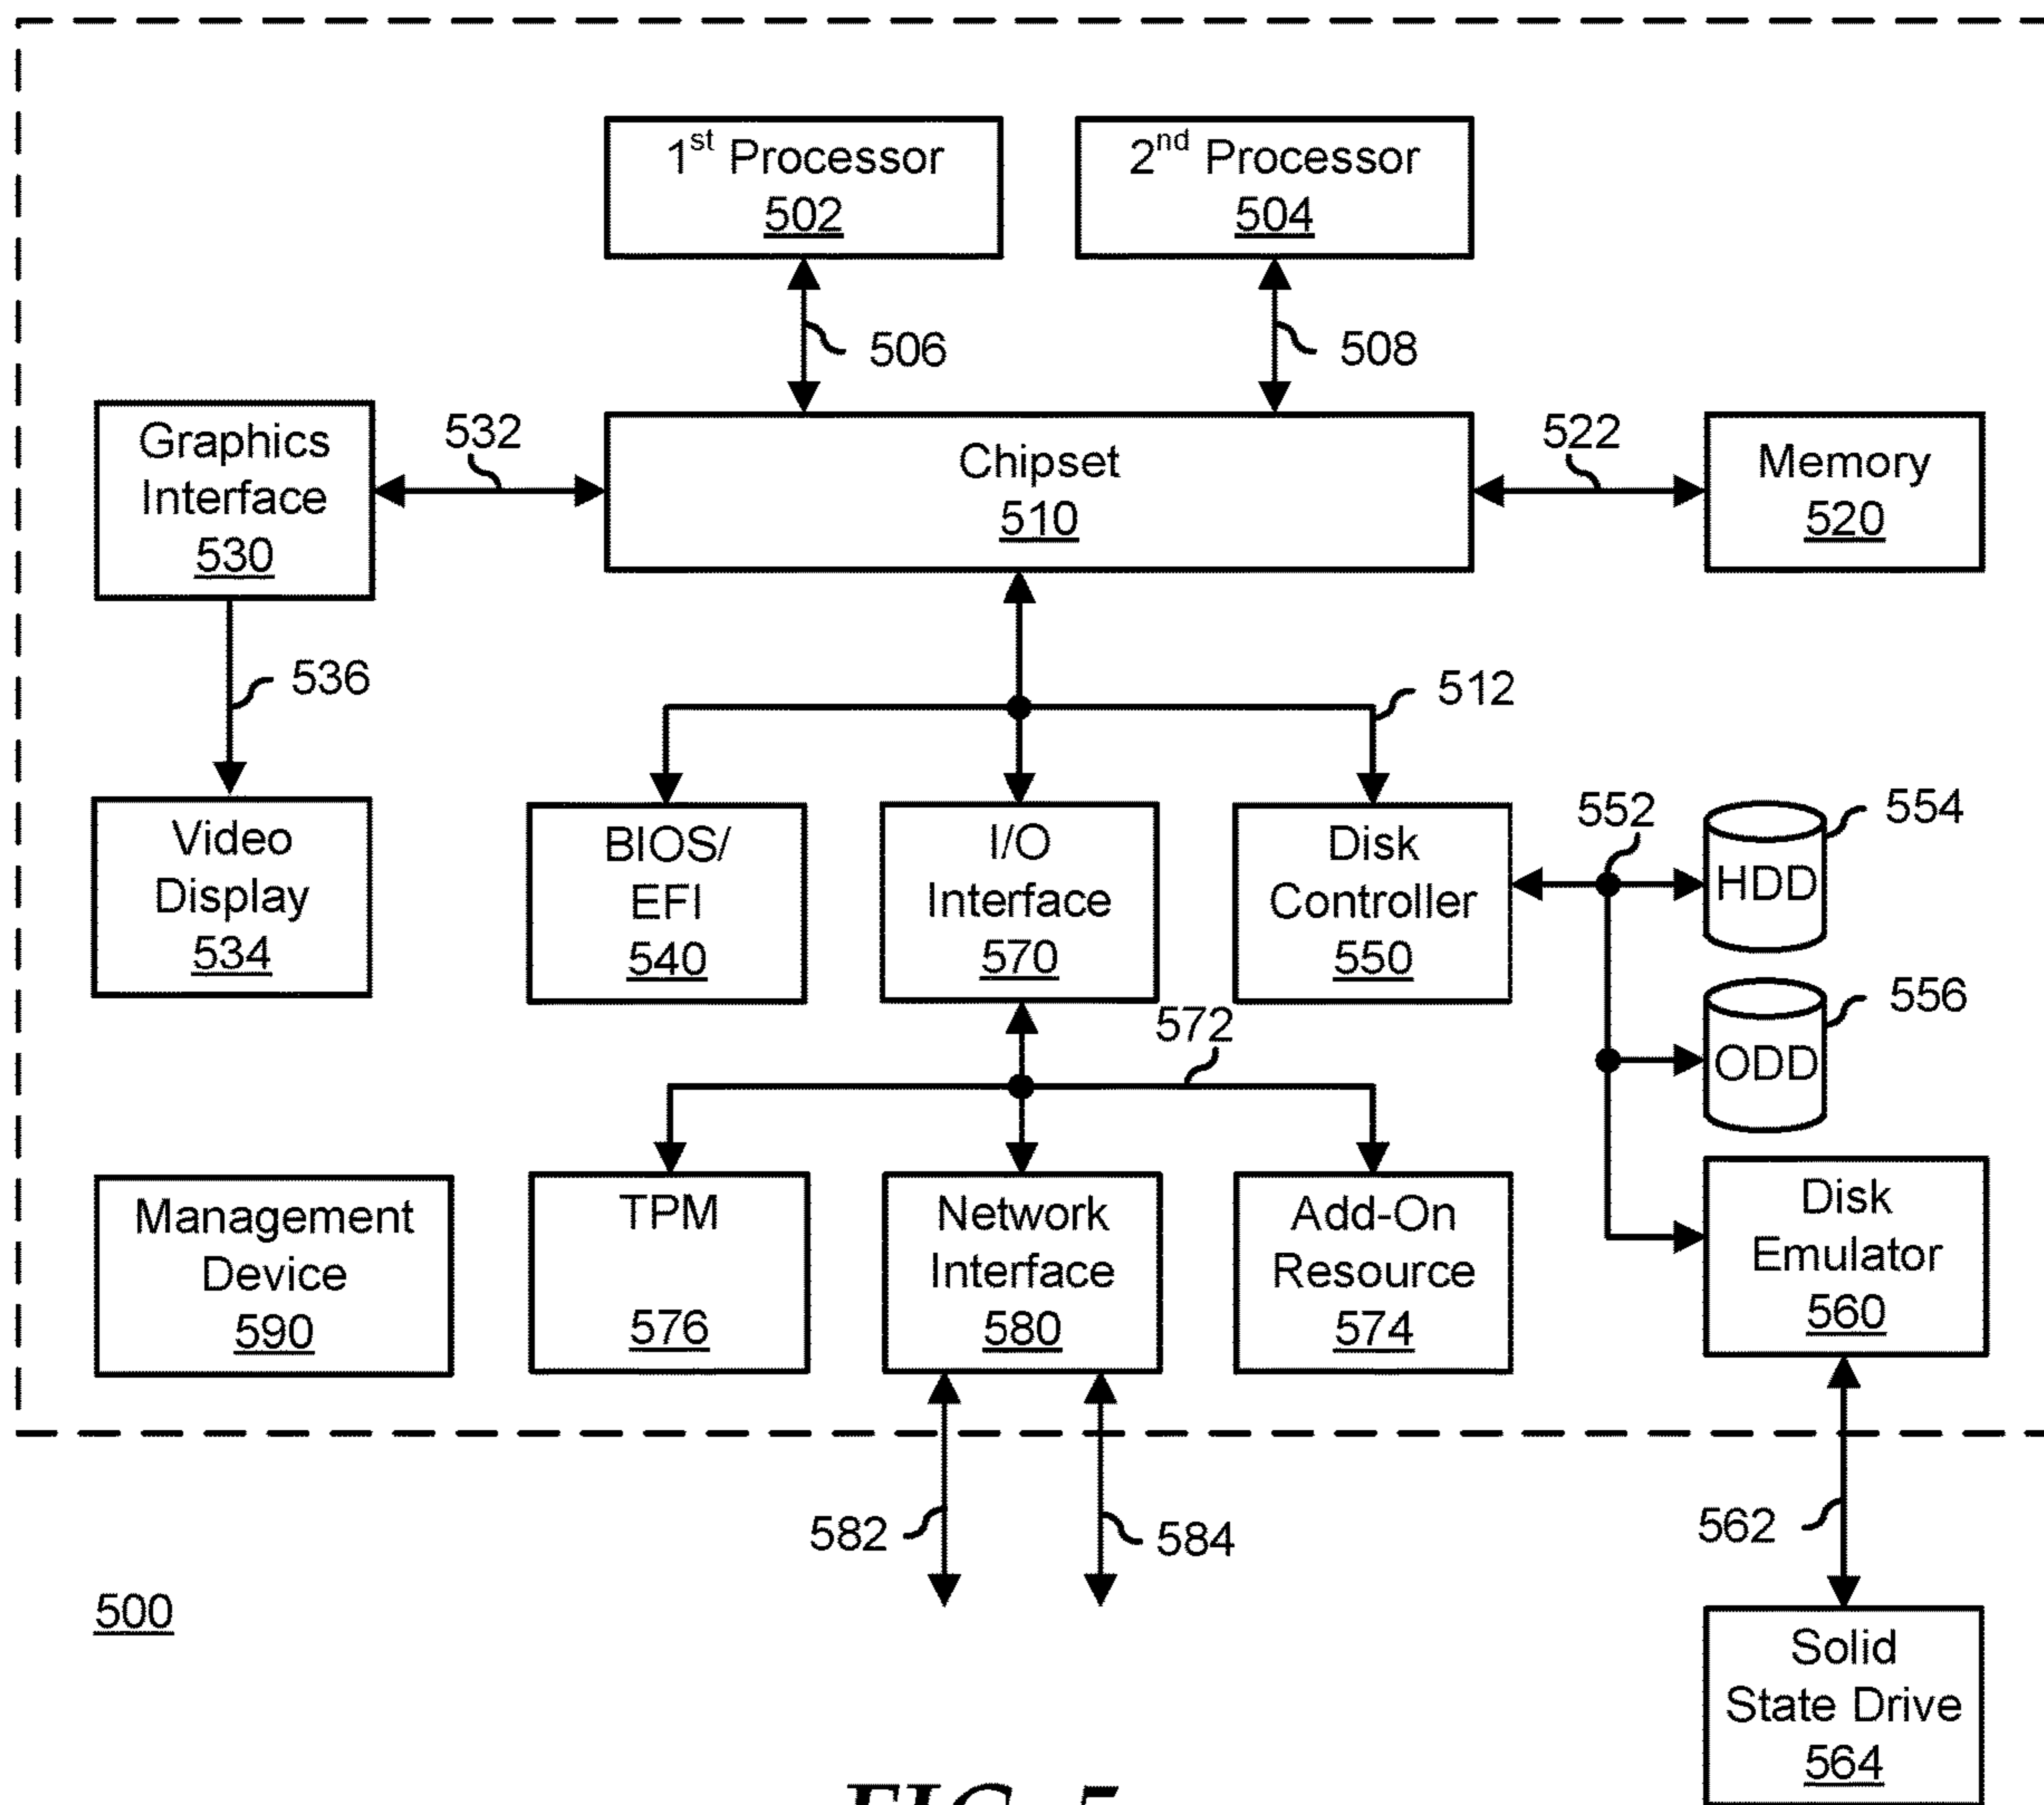 1st Processor
502
2nd Processor
504
506
508
Graphics
Interface
530
532
Chipset
510
522
Memory
520
536
512
Video
Display
534
BIOS/
EFI
540
I/O
Interface
570
Disk
Controller
550
552
HDD
554
ODD
556
572
Management
Device
590
TPM
576
Network
Interface
580
Add-On
Resource
574
Disk
Emulator
560
582
584
562
500
Solid
State Drive
564
FIG. 5